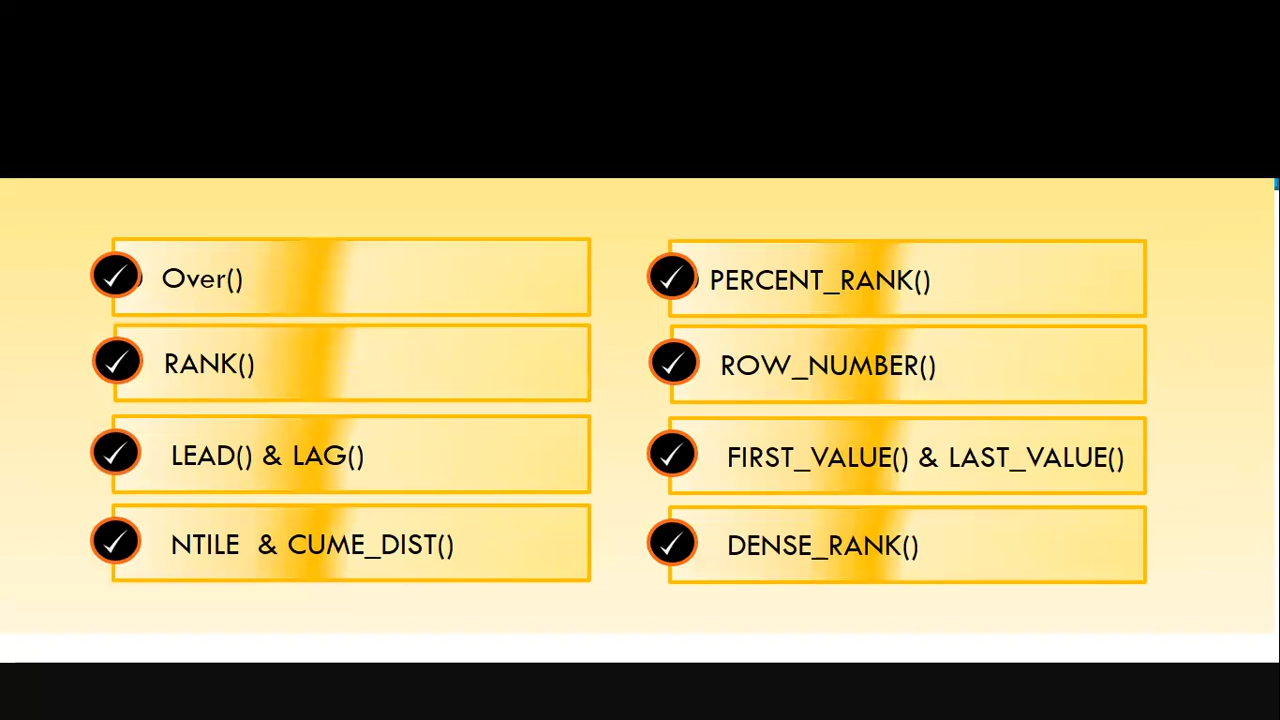 Over()
RANK()
LEAD() & LAG()
NTILE & CUME_DIST()
PERCENT_RANK()
ROW_NUMBER()
FIRST_VALUE() & LAST_VALUE()
DENSE_RANK()